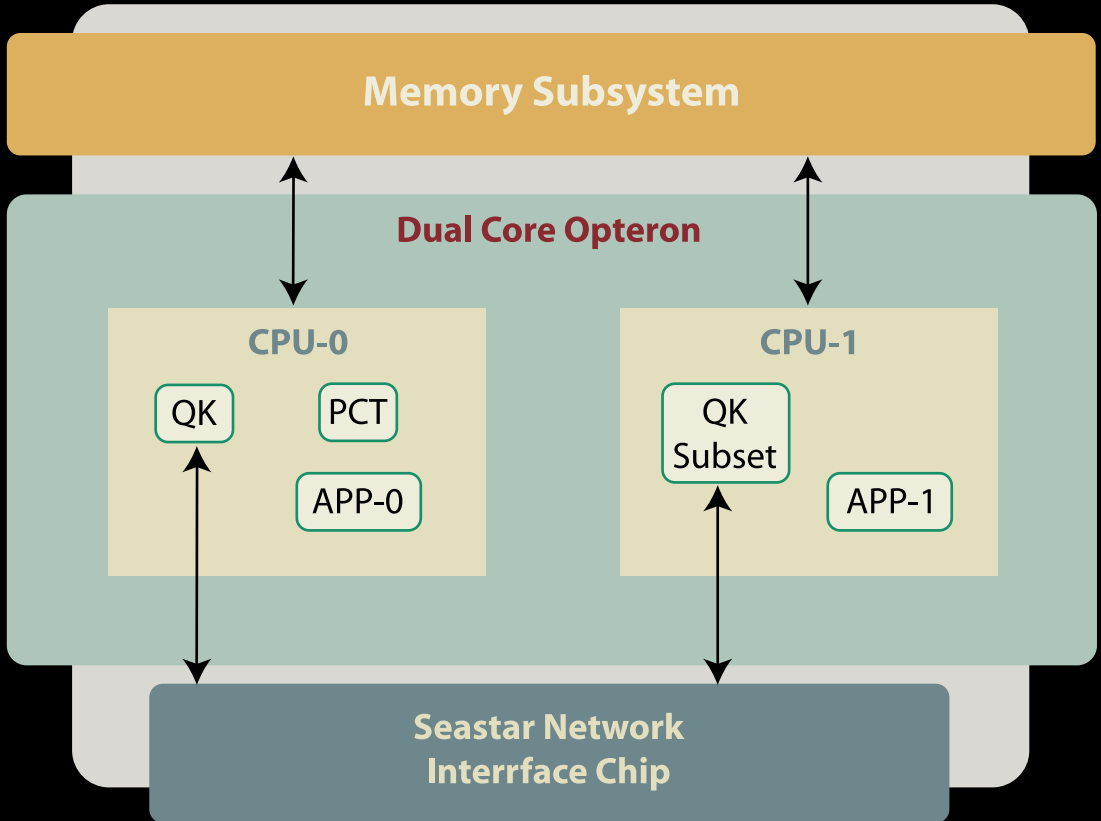 Memory Subsystem
Dual Core Opteron
CPU-0
CPU-1
QK
PCT
APP-0
QK
Subset
APP-1
Seastar Network
Interrface Chip